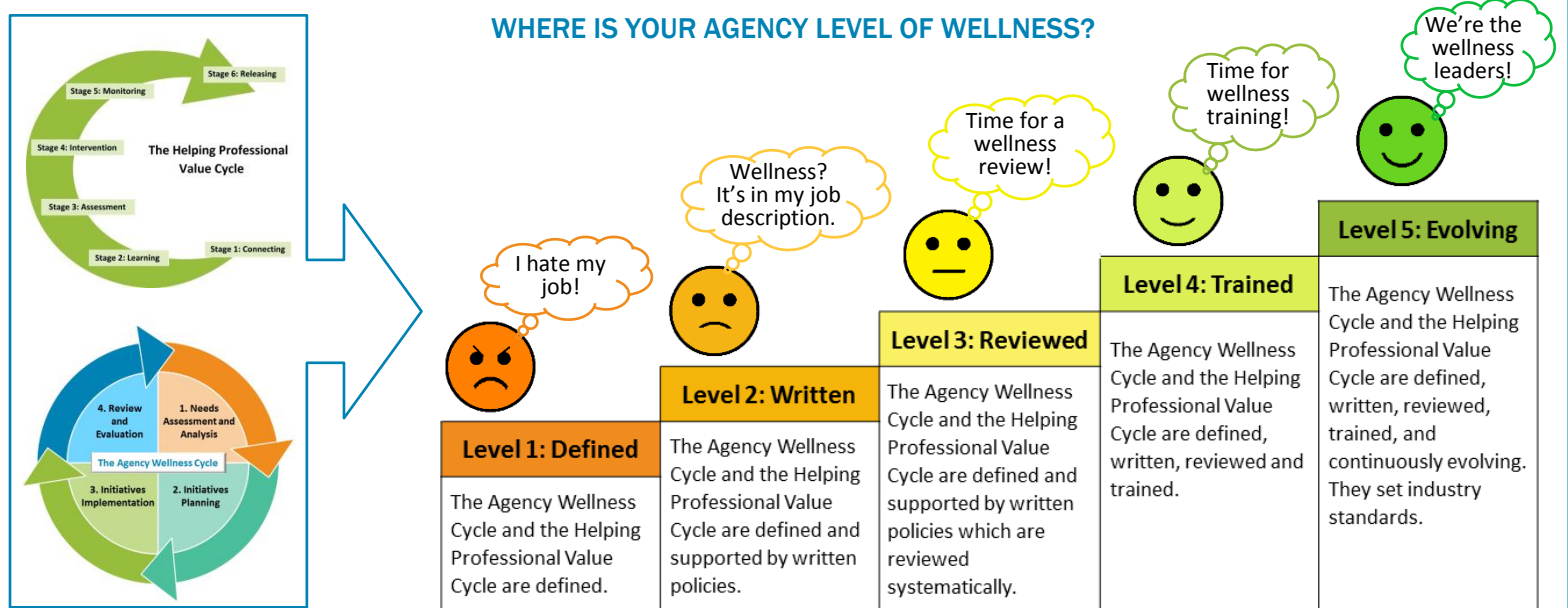 WHERE IS YOUR AGENCY LEVEL OF WELLNESS?
Stage 6: Releasing
Stage 5: Monitoring
Stage 4: Intervention
The Helping Professional
Value Cycle
Stage 3: Assessment
Stage 2: Learning
Stage 1: Connecting
4. Review
and
Evaluation
1. Needs
Assessment and
Analysis
The Agency Wellness Cycle
3. Initiatives
Implementation
2. Initiatives
Planning
I hate my
job!
Level 1: Defined
The Agency Wellness
Cycle and the Helping
Professional Value
Cycle are defined.
Wellness?
It's in my job
description.
Level 2: Written
The Agency Wellness
Cycle and the Helping
Professional Value
Cycle are defined and
supported by written
policies.
Time for a
wellness
review!
Level 3: Reviewed
The Agency Wellness
Cycle and the Helping
Professional Value
Cycle are defined and
supported by written
policies which are
reviewed
systematically.
Time for
wellness
training!
Level 4: Trained
The Agency Wellness
Cycle and the Helping
Professional Value
Cycle are defined,
written, reviewed and
trained.
We're the
wellness
leaders!
Level 5: Evolving
The Agency Wellness
Cycle and the Helping
Professional Value
Cycle are defined,
written, reviewed,
trained, and
continuously evolving.
They set industry
standards.